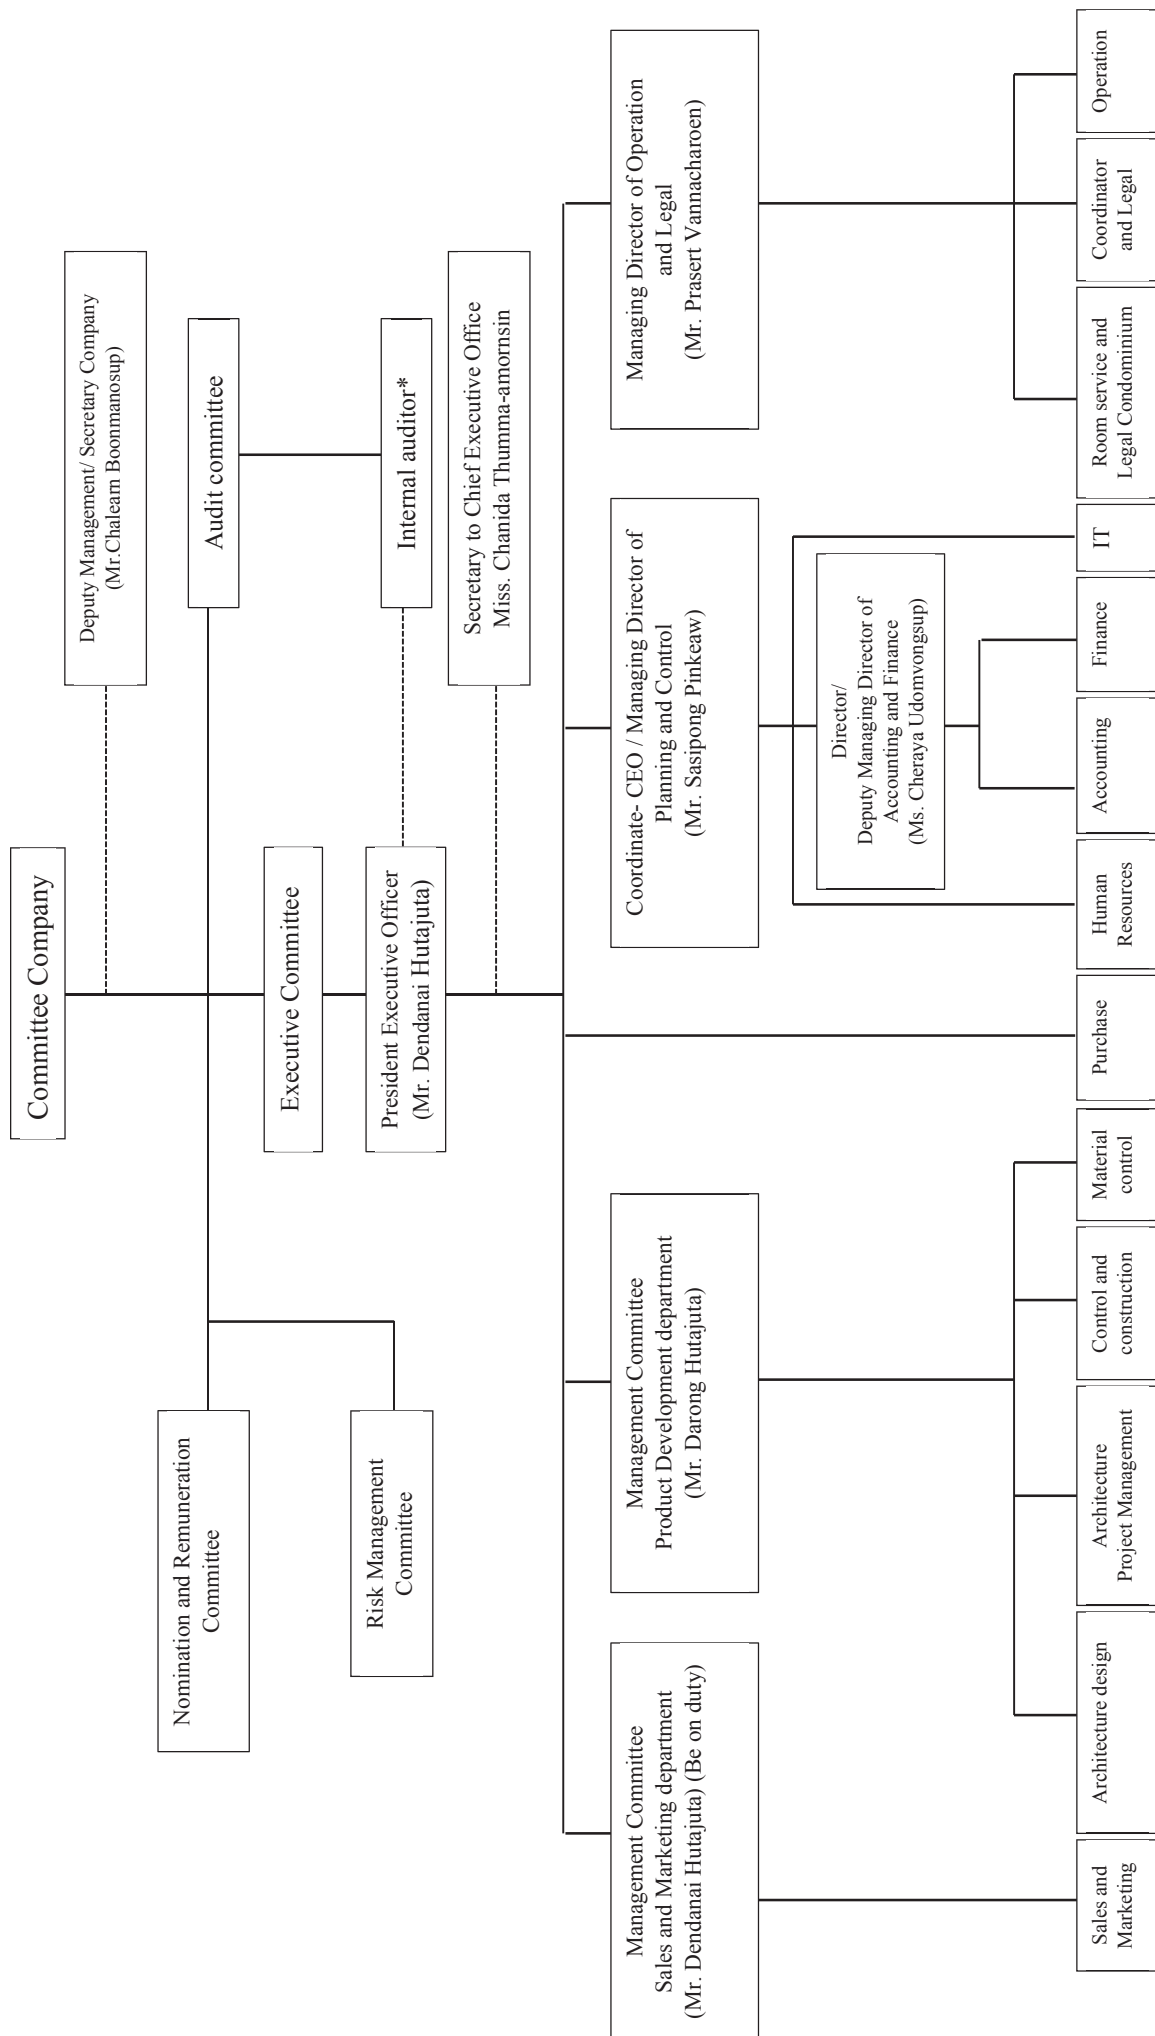 Committee Company
Deputy Management/ Secretary Company
(Mr.Chalearn Boonmanosup)
Nomination and Remuneration
Committee
Audit committee
Executive Committee
Risk Management
Committee
President Executive Officer
(Mr. Dendanai Hutajuta)
Internal auditor*
Secretary to Chief Executive Office
Miss. Chanida Thumma-amornsin
Management Committee
Sales and Marketing department
(Mr. Dendanai Hutajuta) (Be on duty)
Management Committee
Product Development department
(Mr. Darong Hutajuta)
Coordinate- CEO / Managing Director of
Planning and Control
(Mr. Sasipong Pinkeaw)
Managing Director of Operation
and Legal
(Mr. Prasert Vannacharoen)
Director/
Deputy Managing Director of
Accounting and Finance
(Ms. Cheraya Udomvongsup)
Sales and
Marketing
Architecture design
Architecture
Project Management
Control and
construction
Material
control
Purchase
Human
Resources
Accounting
Finance
IT
Room service and
Legal Condominium
Coordinator
and Legal
Operation